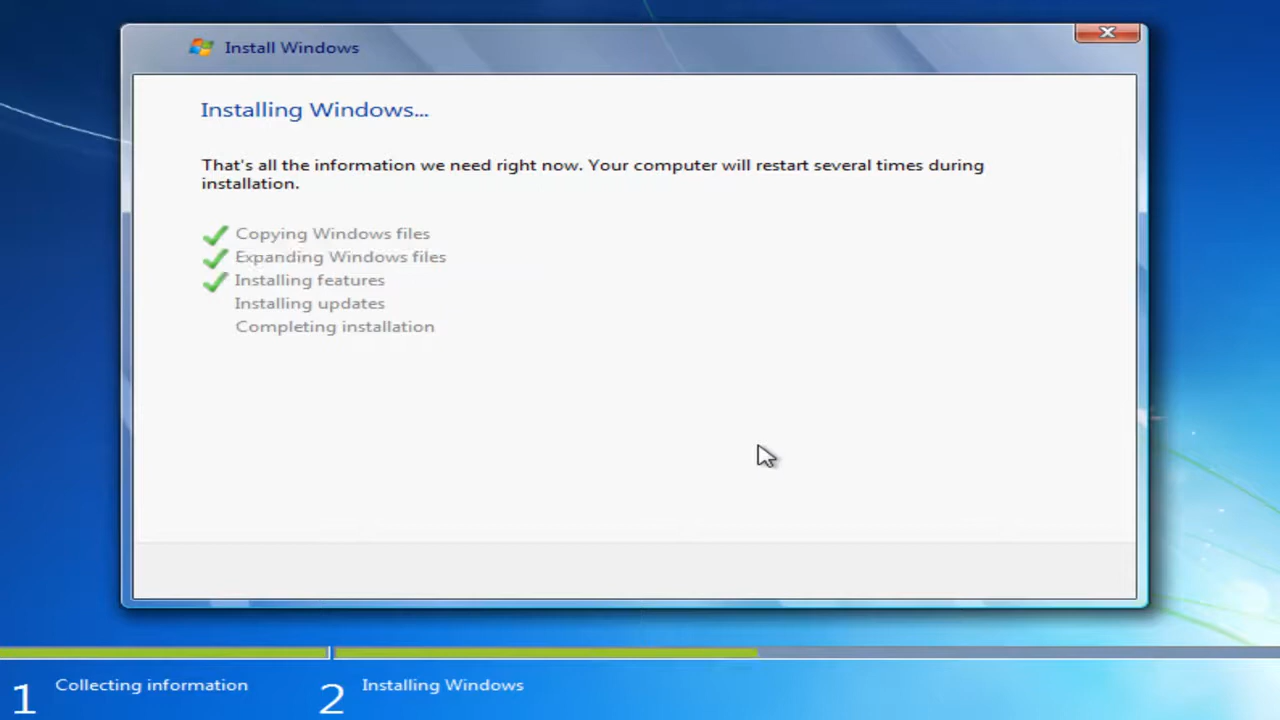 Install Windows
Installing Windows...
That's all the information we need right now. Your computer will restart several times during
installation.
Copying Windows files
Expanding Windows files
Installing features
Installing updates
Completing installation
1 Collecting information
2 Installing Windows